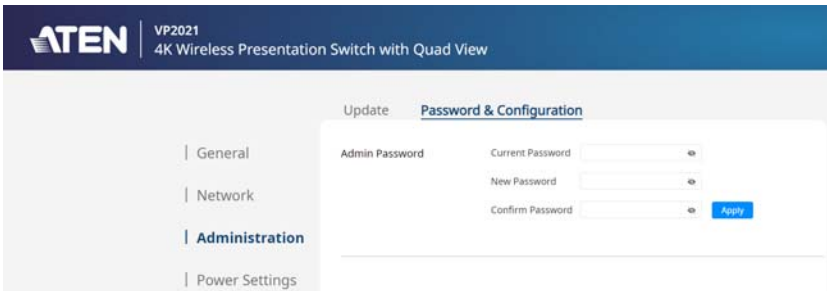 ATEN
VP2021
4K Wireless Presentation Switch with Quad View
Update Password & Configuration
General
Network
Administration
Power Settings
Admin Password
Current Password
New Password
Confirm Password Apply